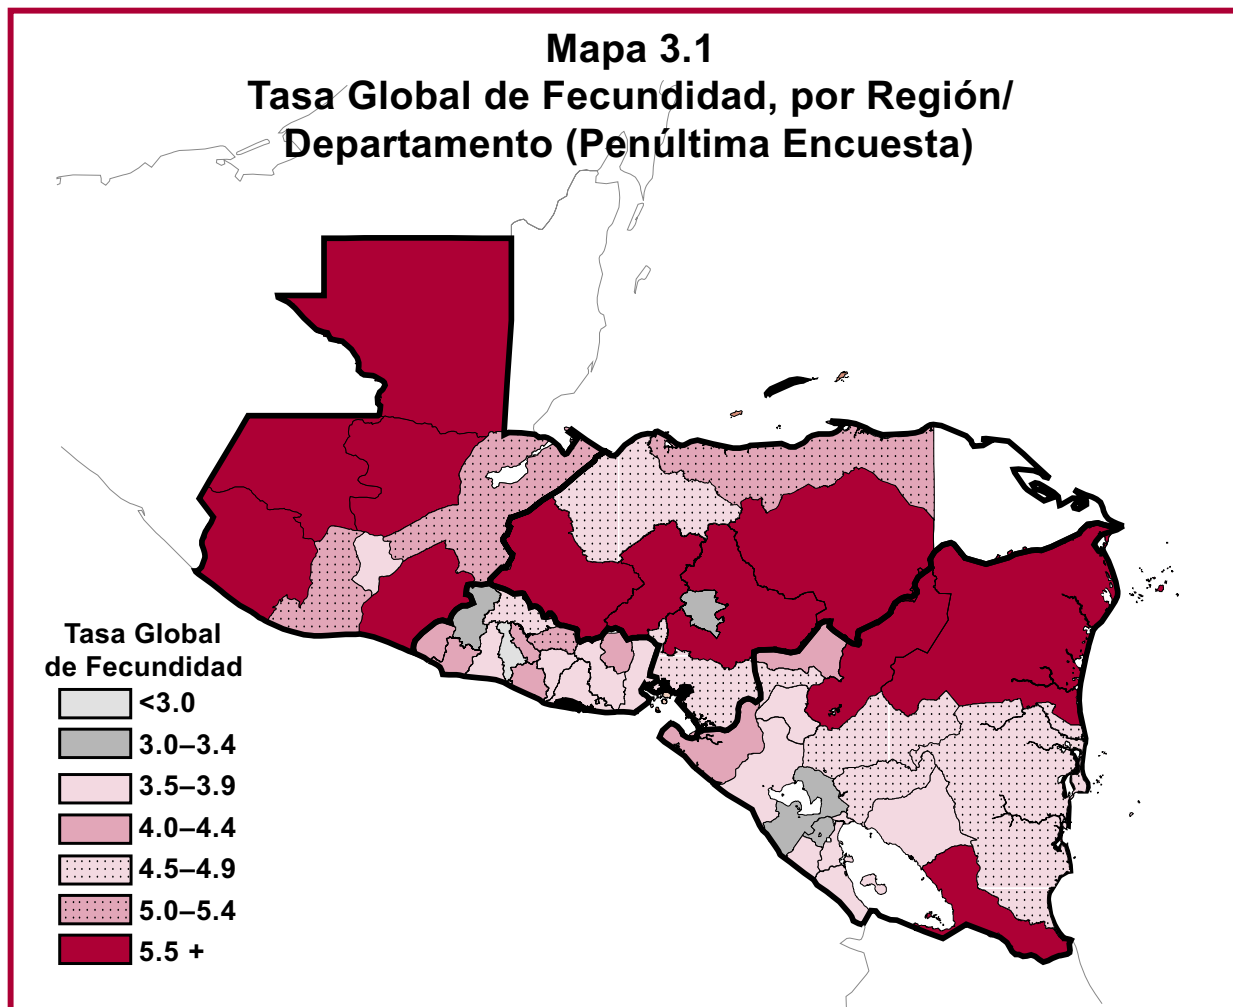 Mapa 3.1
Tasa Global de Fecundidad, por Región/
Departamento (Penúltima Encuesta)
Tasa Global
de Fecundidad
<3.0
3.0–3.4
3.5–3.9
4.0–4.4
4.5–4.9
5.0–5.4
5.5 +